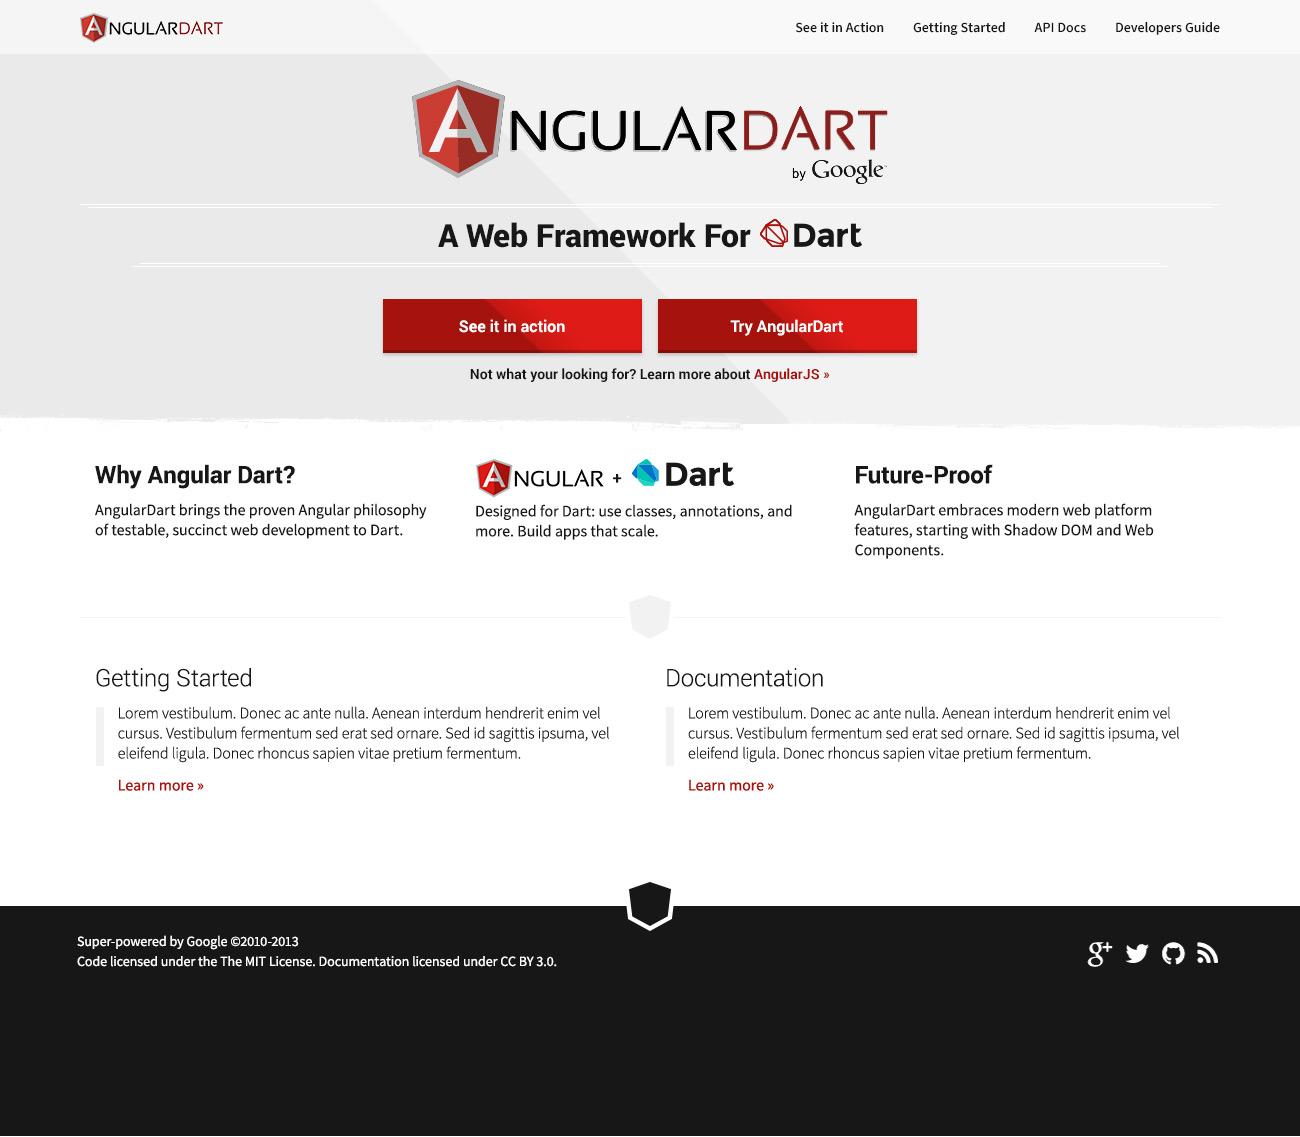 ANGULARDART
See it in Action
Getting Started
API Docs
Developers Guide
ANGULARDART
by Google™
A Web Framework For Dart
See it in action
Try AngularDart
Not what your looking for? Learn more about AngularJS »
Why Angular Dart?
AngularDart brings the proven Angular philosophy
of testable, succinct web development to Dart.
ANGULAR + Dart
Designed for Dart: use classes, annotations, and
more. Build apps that scale.
Future-Proof
AngularDart embraces modern web platform
features, starting with Shadow DOM and Web
Components.
Getting Started
Lorem vestibulum. Donec ac ante nulla. Aenean interdum hendrerit enim vel
cursus. Vestibulum fermentum sed erat sed ornare. Sed id sagittis ipsuma, vel
eleifend ligula. Donec rhoncus sapien vitae pretium fermentum.
Learn more »
Documentation
Lorem vestibulum. Donec ac ante nulla. Aenean interdum hendrerit enim vel
cursus. Vestibulum fermentum sed erat sed ornare. Sed id sagittis ipsuma, vel
eleifend ligula. Donec rhoncus sapien vitae pretium fermentum.
Learn more »
Super-powered by Google ©2010-2013
Code licensed under the The MIT License. Documentation licensed under CC BY 3.0.
g+